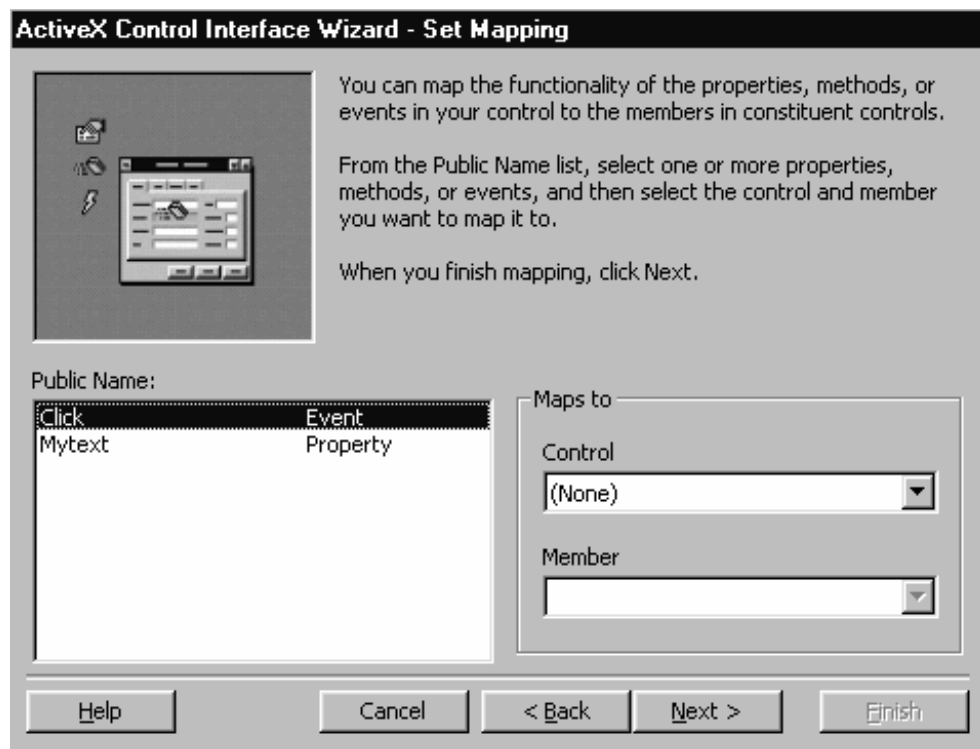 ActiveX Control Interface Wizard - Set Mapping
You can map the functionality of the properties, methods, or
events in your control to the members in constituent controls.
From the Public Name list, select one or more properties,
methods, or events, and then select the control and member
you want to map it to.
When you finish mapping, click Next.
Public Name:
Click Event
Mytext Property
Maps to
Control
(None)
Member
Help Cancel < Back Next > Finish